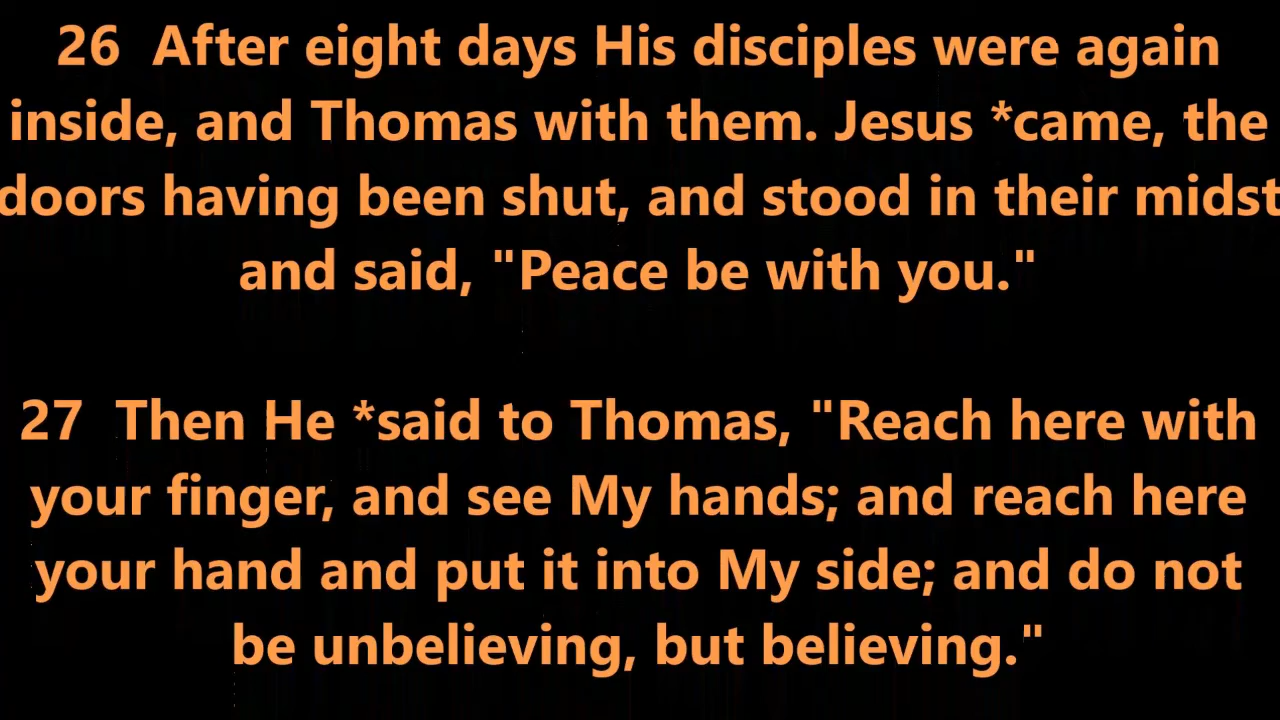 26  After eight days His disciples were again
inside, and Thomas with them. Jesus *came, the
doors having been shut, and stood in their midst
and said, "Peace be with you."
27  Then He *said to Thomas, "Reach here with
your finger, and see My hands; and reach here
your hand and put it into My side; and do not
be unbelieving, but believing."